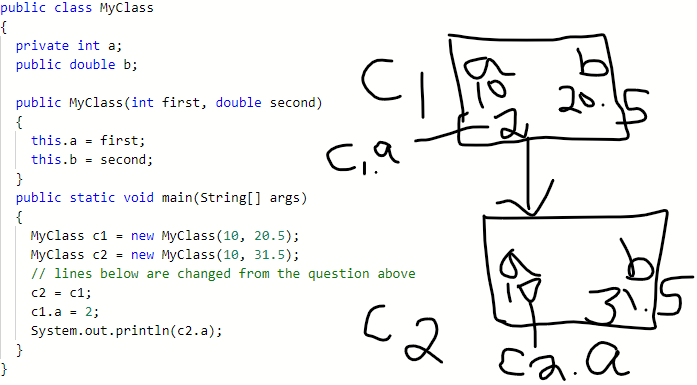 public class MyClass
{
private int a;
public double b;
public MyClass(int first, double second)
{
this.a = first;
this.b = second;
}
public static void main(String[] args)
{
MyClass c1 = new MyClass(10, 20.5);
MyClass c2 = new MyClass(10, 31.5);
// lines below are changed from the question above
c2 = c1;
c1.a = 2;
System.out.println(c2.a);
}
}
C1
a b
10 20.5
2
C1.a
a b
10 31.5
C2
C2.a